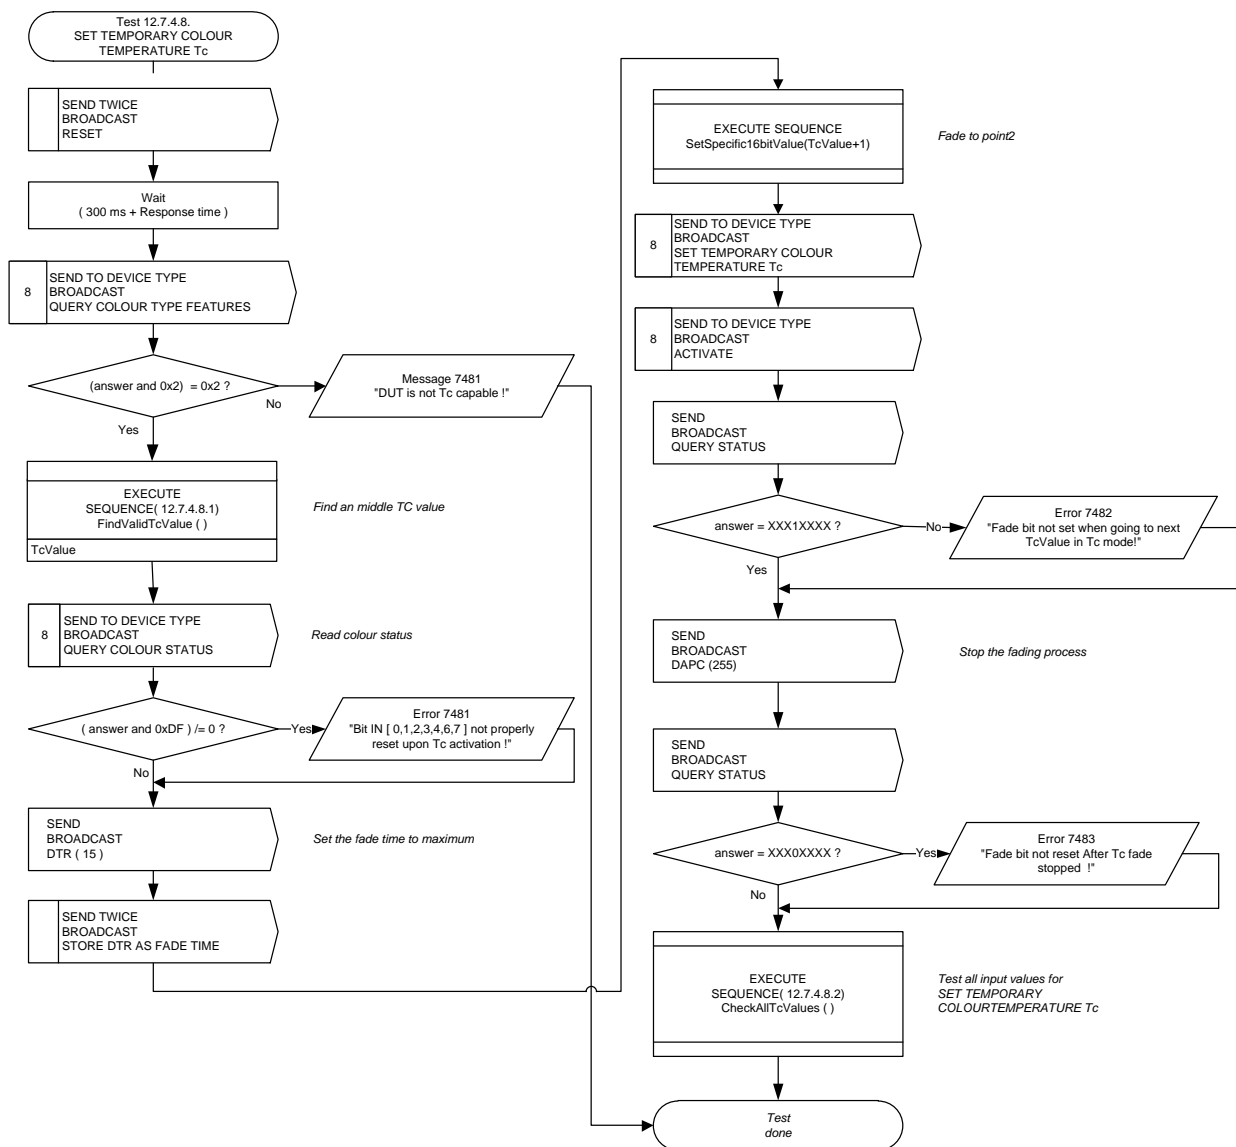 Test 12.7.4.8.
SET TEMPORARY COLOUR
TEMPERATURE Tc
SEND TWICE
BROADCAST
RESET
Wait
( 300 ms + Response time )
8
SEND TO DEVICE TYPE
BROADCAST
QUERY COLOUR TYPE FEATURES
(answer and 0x2)  = 0x2 ?
No
Message 7481
"DUT is not Tc capable !"
Yes
EXECUTE
SEQUENCE( 12.7.4.8.1)
FindValidTcValue ( )
TcValue
Find an middle TC value
8
SEND TO DEVICE TYPE
BROADCAST
QUERY COLOUR STATUS
Read colour status
( answer and 0xDF ) /= 0 ?
Yes
Error 7481
"Bit IN [ 0,1,2,3,4,6,7 ] not properly
reset upon Tc activation !"
No
SEND
BROADCAST
DTR ( 15 )
Set the fade time to maximum
SEND TWICE
BROADCAST
STORE DTR AS FADE TIME
EXECUTE SEQUENCE
SetSpecific16bitValue(TcValue+1)
Fade to point2
8
SEND TO DEVICE TYPE
BROADCAST
SET TEMPORARY COLOUR
TEMPERATURE Tc
8
SEND TO DEVICE TYPE
BROADCAST
ACTIVATE
SEND
BROADCAST
QUERY STATUS
answer = XXX1XXXX ?
No
Error 7482
"Fade bit not set when going to next
TcValue in Tc mode!"
Yes
SEND
BROADCAST
DAPC (255)
Stop the fading process
SEND
BROADCAST
QUERY STATUS
answer = XXX0XXXX ?
Yes
Error 7483
"Fade bit not reset After Tc fade
stopped  !"
No
EXECUTE
SEQUENCE( 12.7.4.8.2)
CheckAllTcValues ( )
Test all input values for
SET TEMPORARY
COLOURTEMPERATURE Tc
Test
done